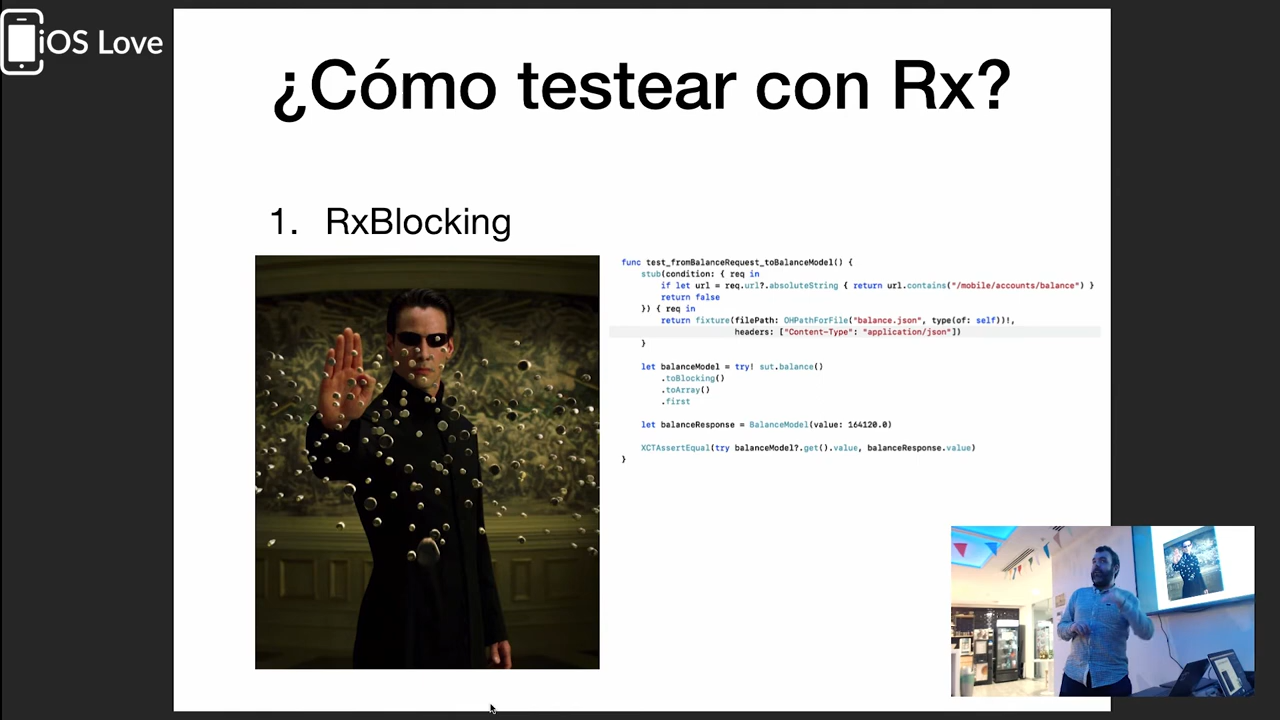 iOS Love
¿Cómo testear con Rx?
1. RxBlocking
func test_fromBalanceRequest_toBalanceModel() {
stub(condition: { req in
if let url = req.url?.absoluteString { return url.contains("/mobile/accounts/balance") }
return false
}) { req in
return fixture(filePath: OHPathForFile("balance.json", type(of: self))!,
headers: ["Content-Type": "application/json"])
}
let balanceModel = try! sut.balance()
.toBlocking()
.toArray()
.first
let balanceResponse = BalanceModel(value: 164120.0)
XCTAssertEqual(try balanceModel?.get().value, balanceResponse.value)
}